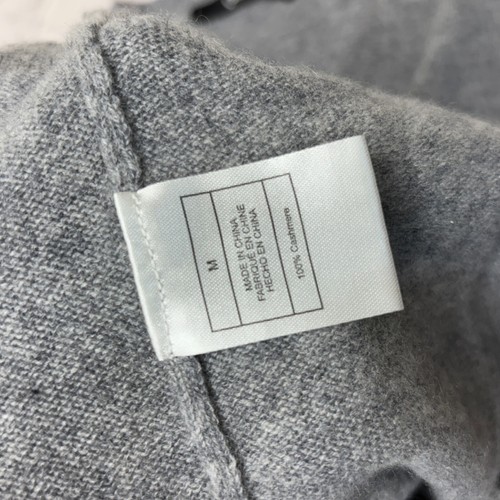 M
MADE IN CHINA
FABRIQUÉ EN CHINE
HECHO EN CHINA
100% Cashmere